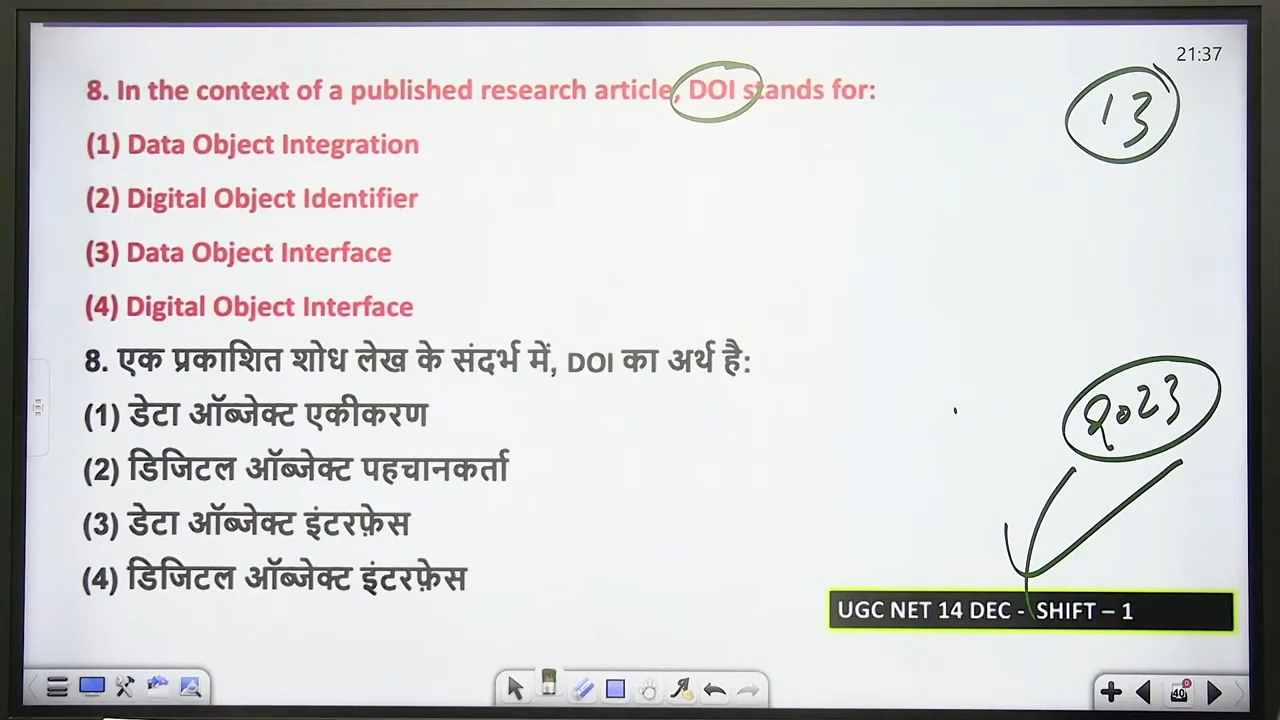 21:37
8. In the context of a published research article, DOI stands for:
13
(1) Data Object Integration
(2) Digital Object Identifier
(3) Data Object Interface
(4) Digital Object Interface
8. एक प्रकाशित शोध लेख के संदर्भ में, DOI का अर्थ है:
(1) डेटा ऑब्जेक्ट एकीकरण
2023
(2) डिजिटल ऑब्जेक्ट पहचानकर्ता
(3) डेटा ऑब्जेक्ट इंटरफ़ेस
(4) डिजिटल ऑब्जेक्ट इंटरफ़ेस
UGC NET 14 DEC - SHIFT – 1
40